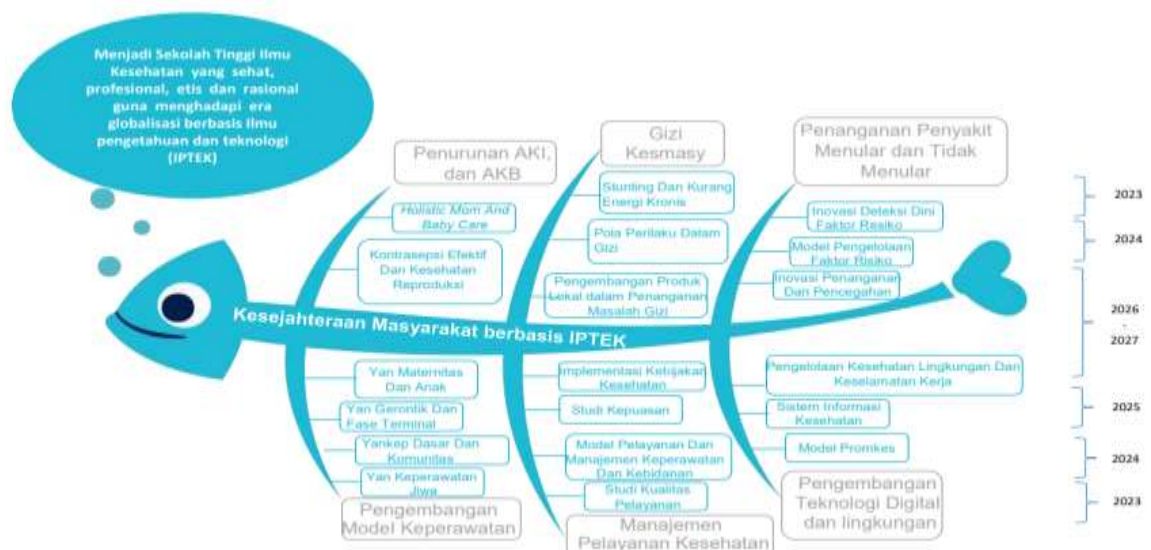 Menjadi Sekolah Tinggi Ilmu
Kesehatan yang sehat,
profesional, etis dan rasional
guna menghadapi era
globalisasi berbasis Ilmu
pengetahuan dan teknologi
(IPTEK)
Penurunan AKI,
dan AKB
Holistic Mom And
Baby Care
Kontrasepsi Efektif
Dan Kesehatan
Reproduksi
Gizi
Kesmasy
Stunting Dan Kurang
Energi Kronis
Pola Perilaku Dalam
Gizi
Pengembangan Produk
Lokal dalam Penanganan
Masalah Gizi
Penanganan Penyakit
Menular dan Tidak
Menular
Inovasi Deteksi Dini
Faktor Resiko
Model Pengelolaan
Faktor Risiko
Inovasi Penanganan
Dan Pencegahan
Kesejahteraan Masyarakat berbasis IPTEK
Yan Maternitas
Dan Anak
Yan Gerontik Dan
Fase Terminal
Yankep Dasar Dan
Komunitas
Yan Keperawatan
Jiwa
Pengembangan
Model Keperawatan
Implementasi Kebijakan
Kesehatan
Studi Kepuasan
Model Pelayanan Dan
Manajemen Keperawatan
Dan Kebidanan
Studi Kualitas
Pelayanan
Manajemen
Pelayanan Kesehatan
Pengelolaan Kesehatan Lingkungan Dan
Keselamatan Kerja
Sistem Informasi
Kesehatan
Model Promkes
Pengembangan
Teknologi Digital
dan lingkungan
2023
2024
2026
-
2027
2025
2024
2023